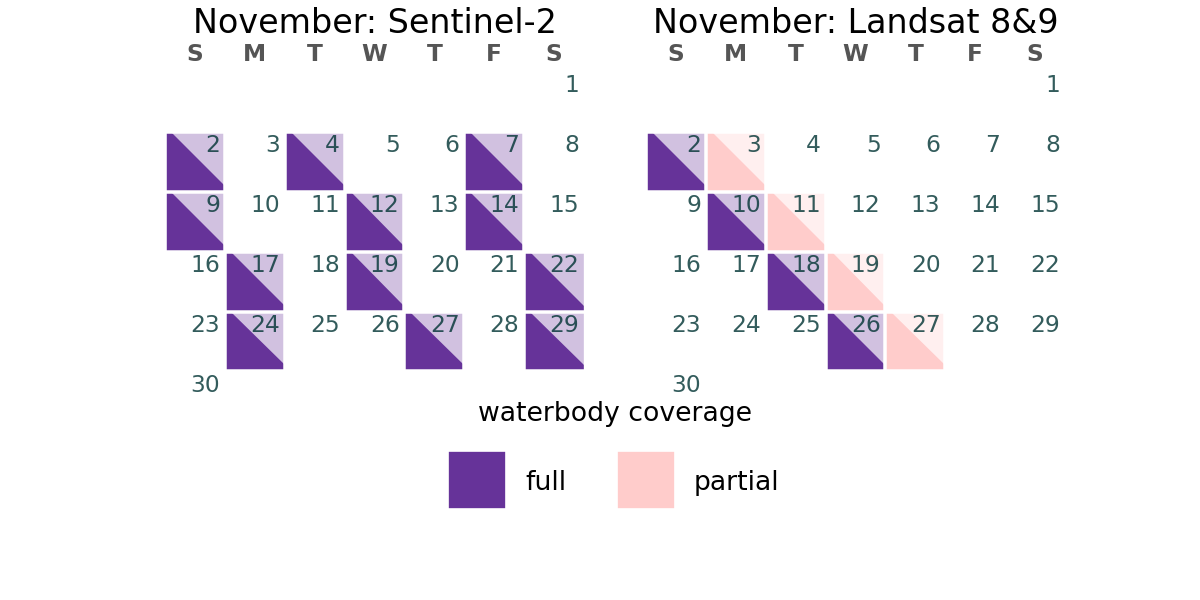 November: Sentinel-2
S M T W T F S
1
2 3 4 5 6 7 8
9 10 11 12 13 14 15
16 17 18 19 20 21 22
23 24 25 26 27 28 29
30
November: Landsat 8&9
S M T W T F S
1
2 3 4 5 6 7 8
9 10 11 12 13 14 15
16 17 18 19 20 21 22
23 24 25 26 27 28 29
30
waterbody coverage
full partial